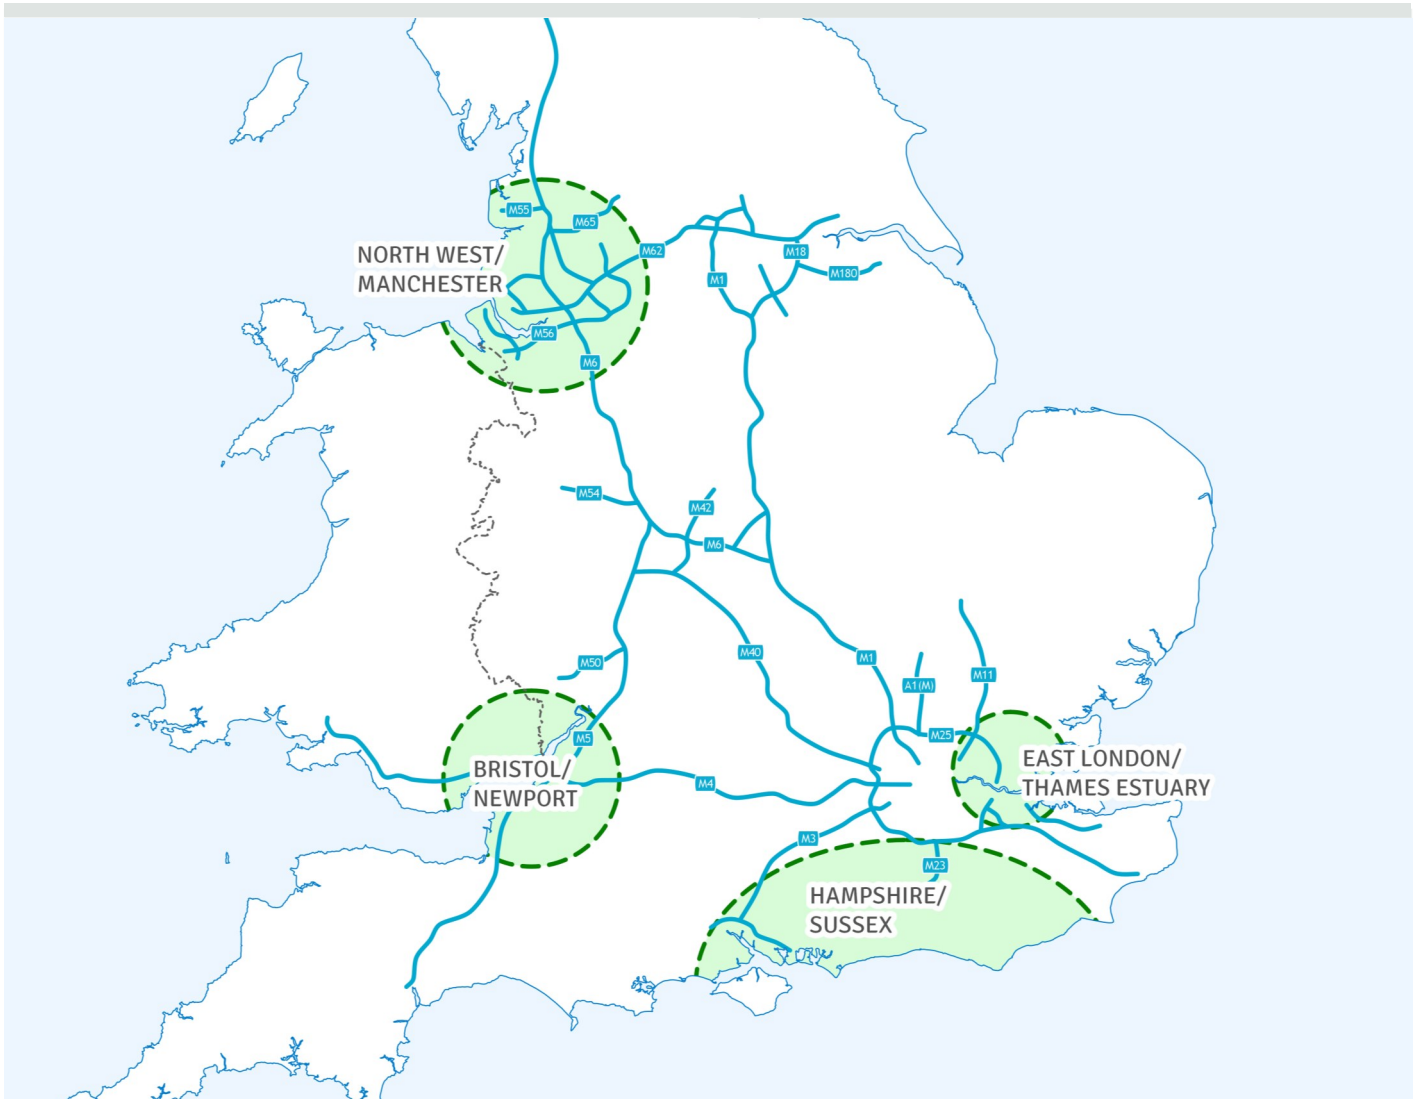 M55
M65
NORTH WEST/
MANCHESTER
M62
M18
M1
M180
M56
M6
M54
M42
M6
M50
M40
M1
A1(M)
M11
M5
M25
BRISTOL/
NEWPORT
M4
EAST LONDON/
THAMES ESTUARY
M3
M23
HAMPSHIRE/
SUSSEX